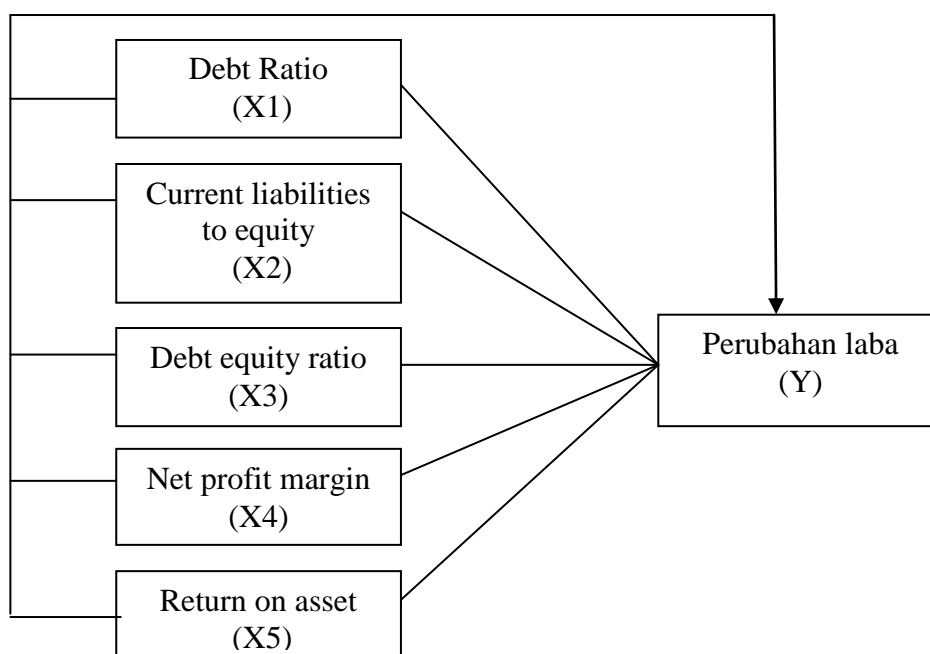 Debt Ratio
(X1)
Current liabilities
to equity
(X2)
Debt equity ratio
(X3)
Net profit margin
(X4)
Return on asset
(X5)
Perubahan laba
(Y)